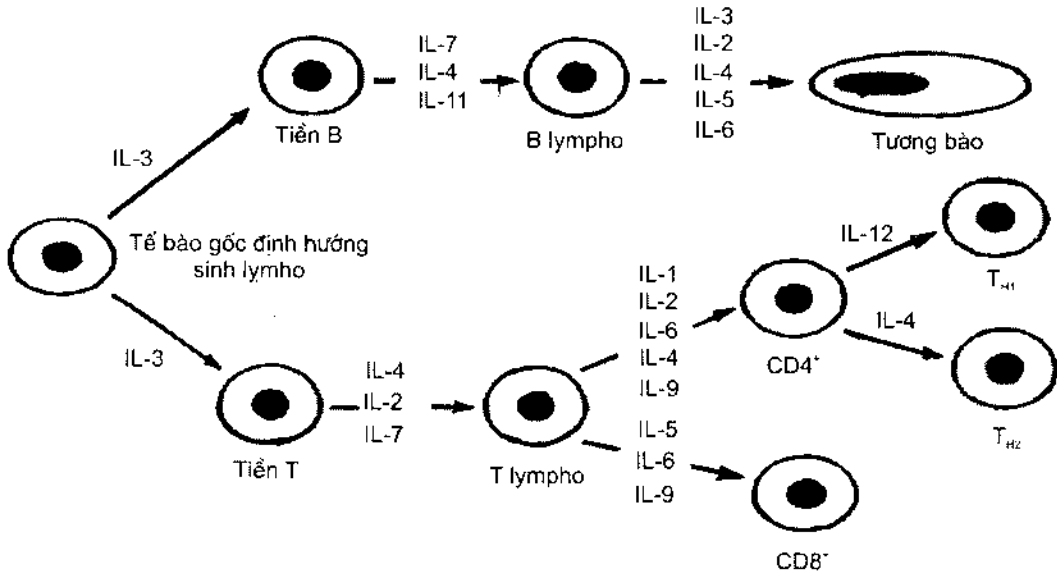 IL-3
IL-7
IL-2
IL-4
IL-4
IL-11
IL-5
IL-6
Tiền B
B lympho
Tương bào
IL-3
Tế bào gốc định hướng
sinh lymho
IL-12
IL-1
IL-2
T_H1
IL-6
IL-4
IL-3
IL-4
CD4⁺
IL-4
IL-2
IL-9
IL-7
IL-5
T_H2
Tiền T
T lympho
IL-6
IL-9
CD8⁺